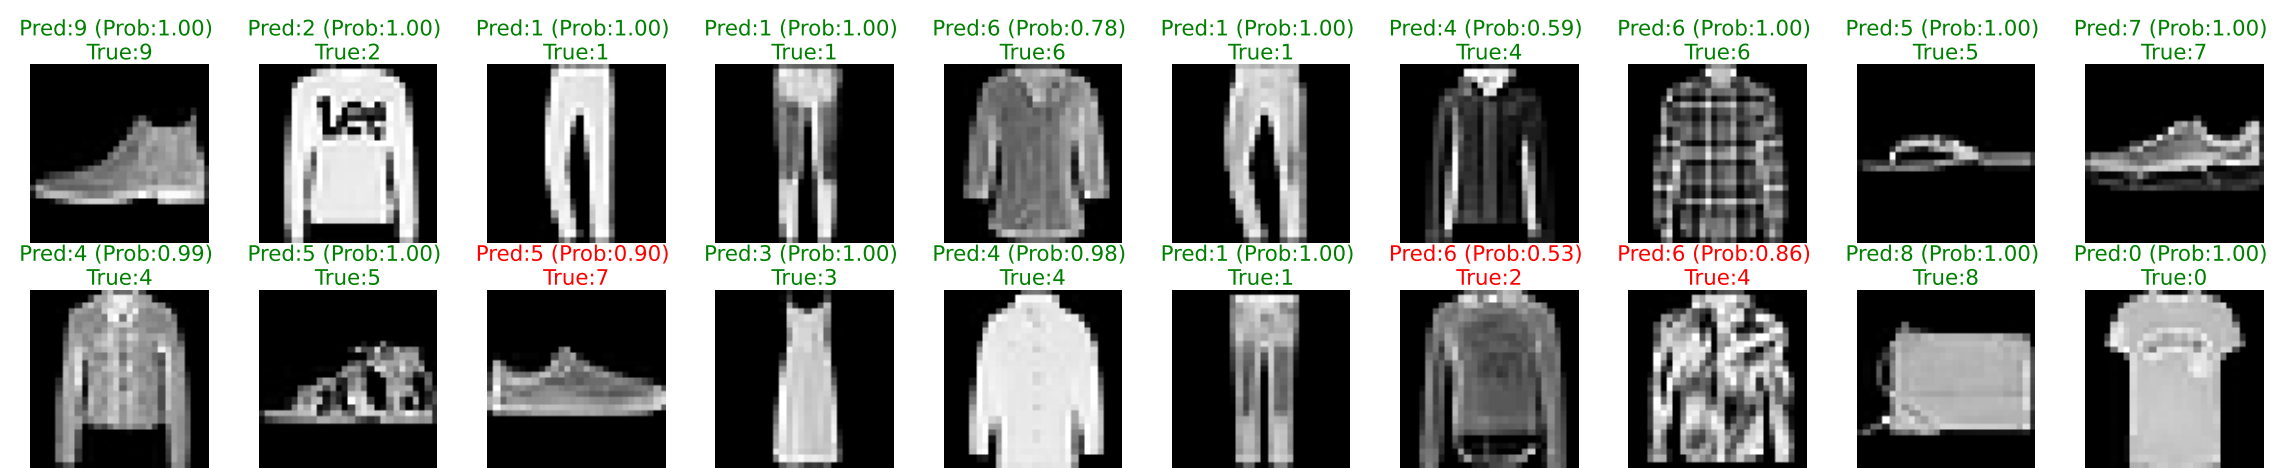 Pred:9 (Prob:1.00) Pred:2 (Prob:1.00) Pred:1 (Prob:1.00) Pred:1 (Prob:1.00) Pred:6 (Prob:0.78) Pred:1 (Prob:1.00) Pred:4 (Prob:0.59) Pred:6 (Prob:1.00) Pred:5 (Prob:1.00) Pred:7 (Prob:1.00)
True:9 True:2 True:1 True:1 True:6 True:1 True:4 True:6 True:5 True:7
Lee
Pred:4 (Prob:0.99) Pred:5 (Prob:1.00) Pred:5 (Prob:0.90) Pred:3 (Prob:1.00) Pred:4 (Prob:0.98) Pred:1 (Prob:1.00) Pred:6 (Prob:0.53) Pred:6 (Prob:0.86) Pred:8 (Prob:1.00) Pred:0 (Prob:1.00)
True:4 True:5 True:7 True:3 True:4 True:1 True:2 True:4 True:8 True:0